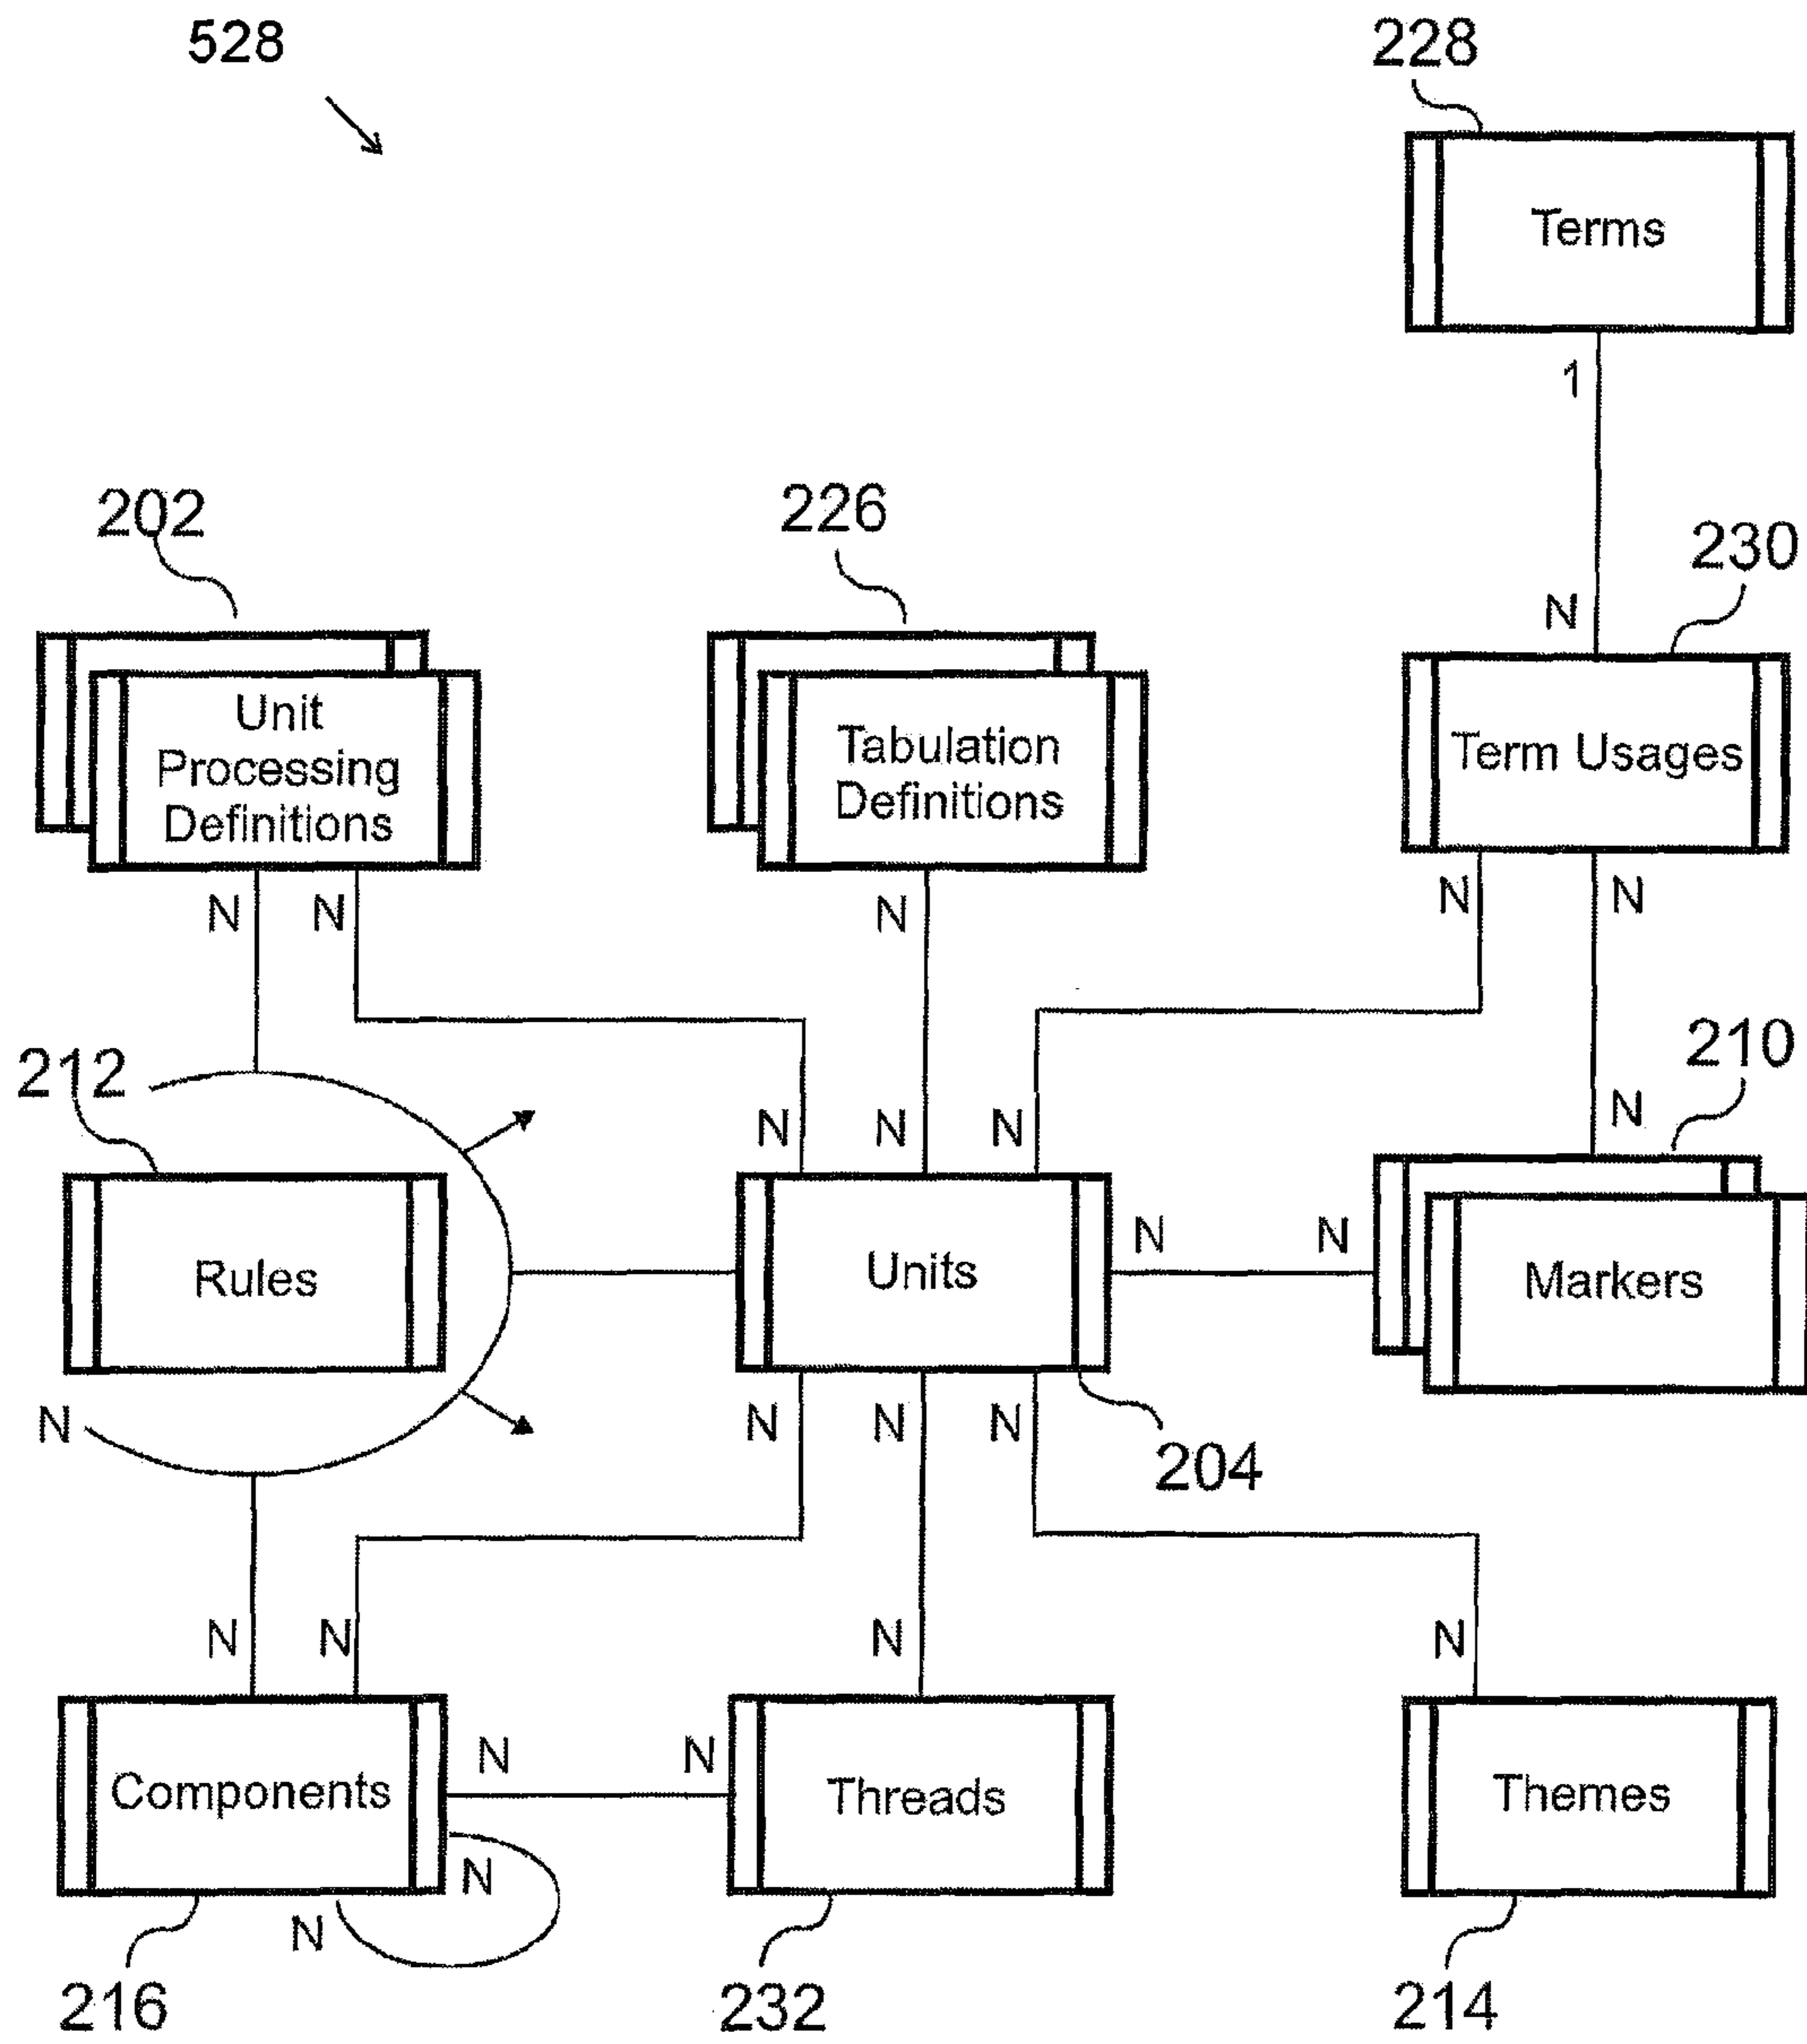 528
228
Terms
1
202
226
230
N
Unit
Processing
Definitions
Tabulation
Definitions
Term Usages
N
N
N
N
N
212
210
N
N
N
N
Rules
Units
N
N
Markers
N
N
N
N
204
N
N
N
N
Components
N
N
Threads
Themes
N
N
216
232
214